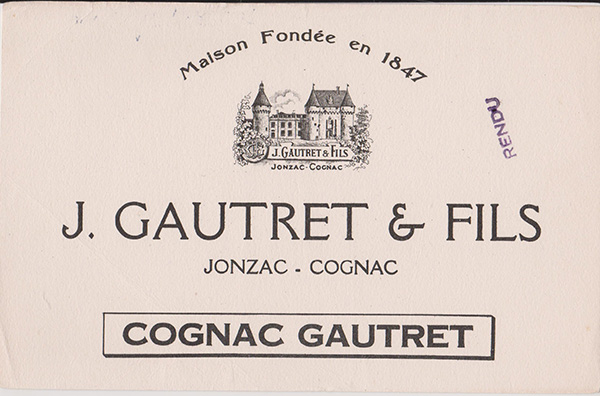 Maison Fondée en 1847
RENDU
J. GAUTRET & FILS
JONZAC-COGNAC
J. GAUTRET & FILS
JONZAC - COGNAC
COGNAC GAUTRET